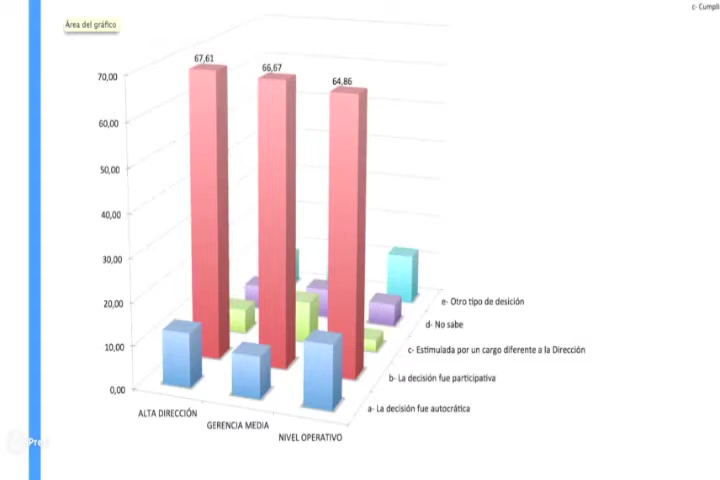 c- Cumpli
Área del gráfico
67,61
66,67
64,86
70,00
60,00
50,00
40,00
30,00
20,00
10,00
0,00
e- Otro tipo de desición
d- No sabe
c- Estimulada por un cargo diferente a la Dirección
b- La decisión fue participativa
a- La decisión fue autocrática
ALTA DIRECCIÓN
GERENCIA MEDIA
NIVEL OPERATIVO